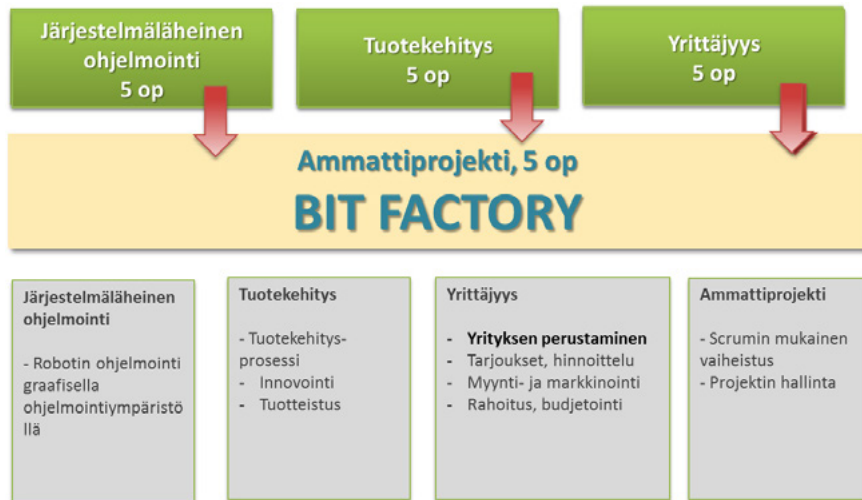 Järjestelmäläheinen
ohjelmointi
5 op
Tuotekehitys
5 op
Yrittäjyys
5 op
Ammattiprojekti, 5 op
BIT FACTORY
Järjestelmäläheinen
ohjelmointi
- Robotin ohjelmointi
graafisella
ohjelmointiympäristö
llä
Tuotekehitys
- Tuotekehitys-
prosessi
- Innovointi
- Tuotteistus
Yrittäjyys
- Yrityksen perustaminen
- Tarjoukset, hinnoittelu
- Myynti- ja markkinointi
- Rahoitus, budjetointi
Ammattiprojekti
- Scrumin mukainen
vaiheistus
- Projektin hallinta